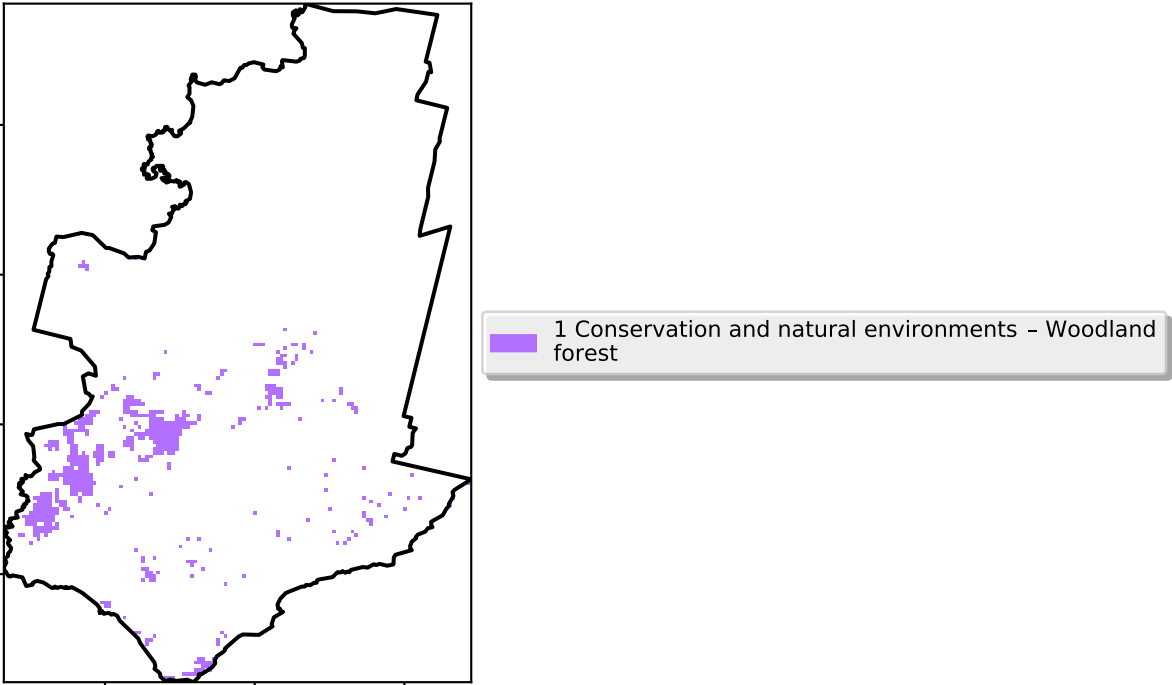 1 Conservation and natural environments – Woodland
forest